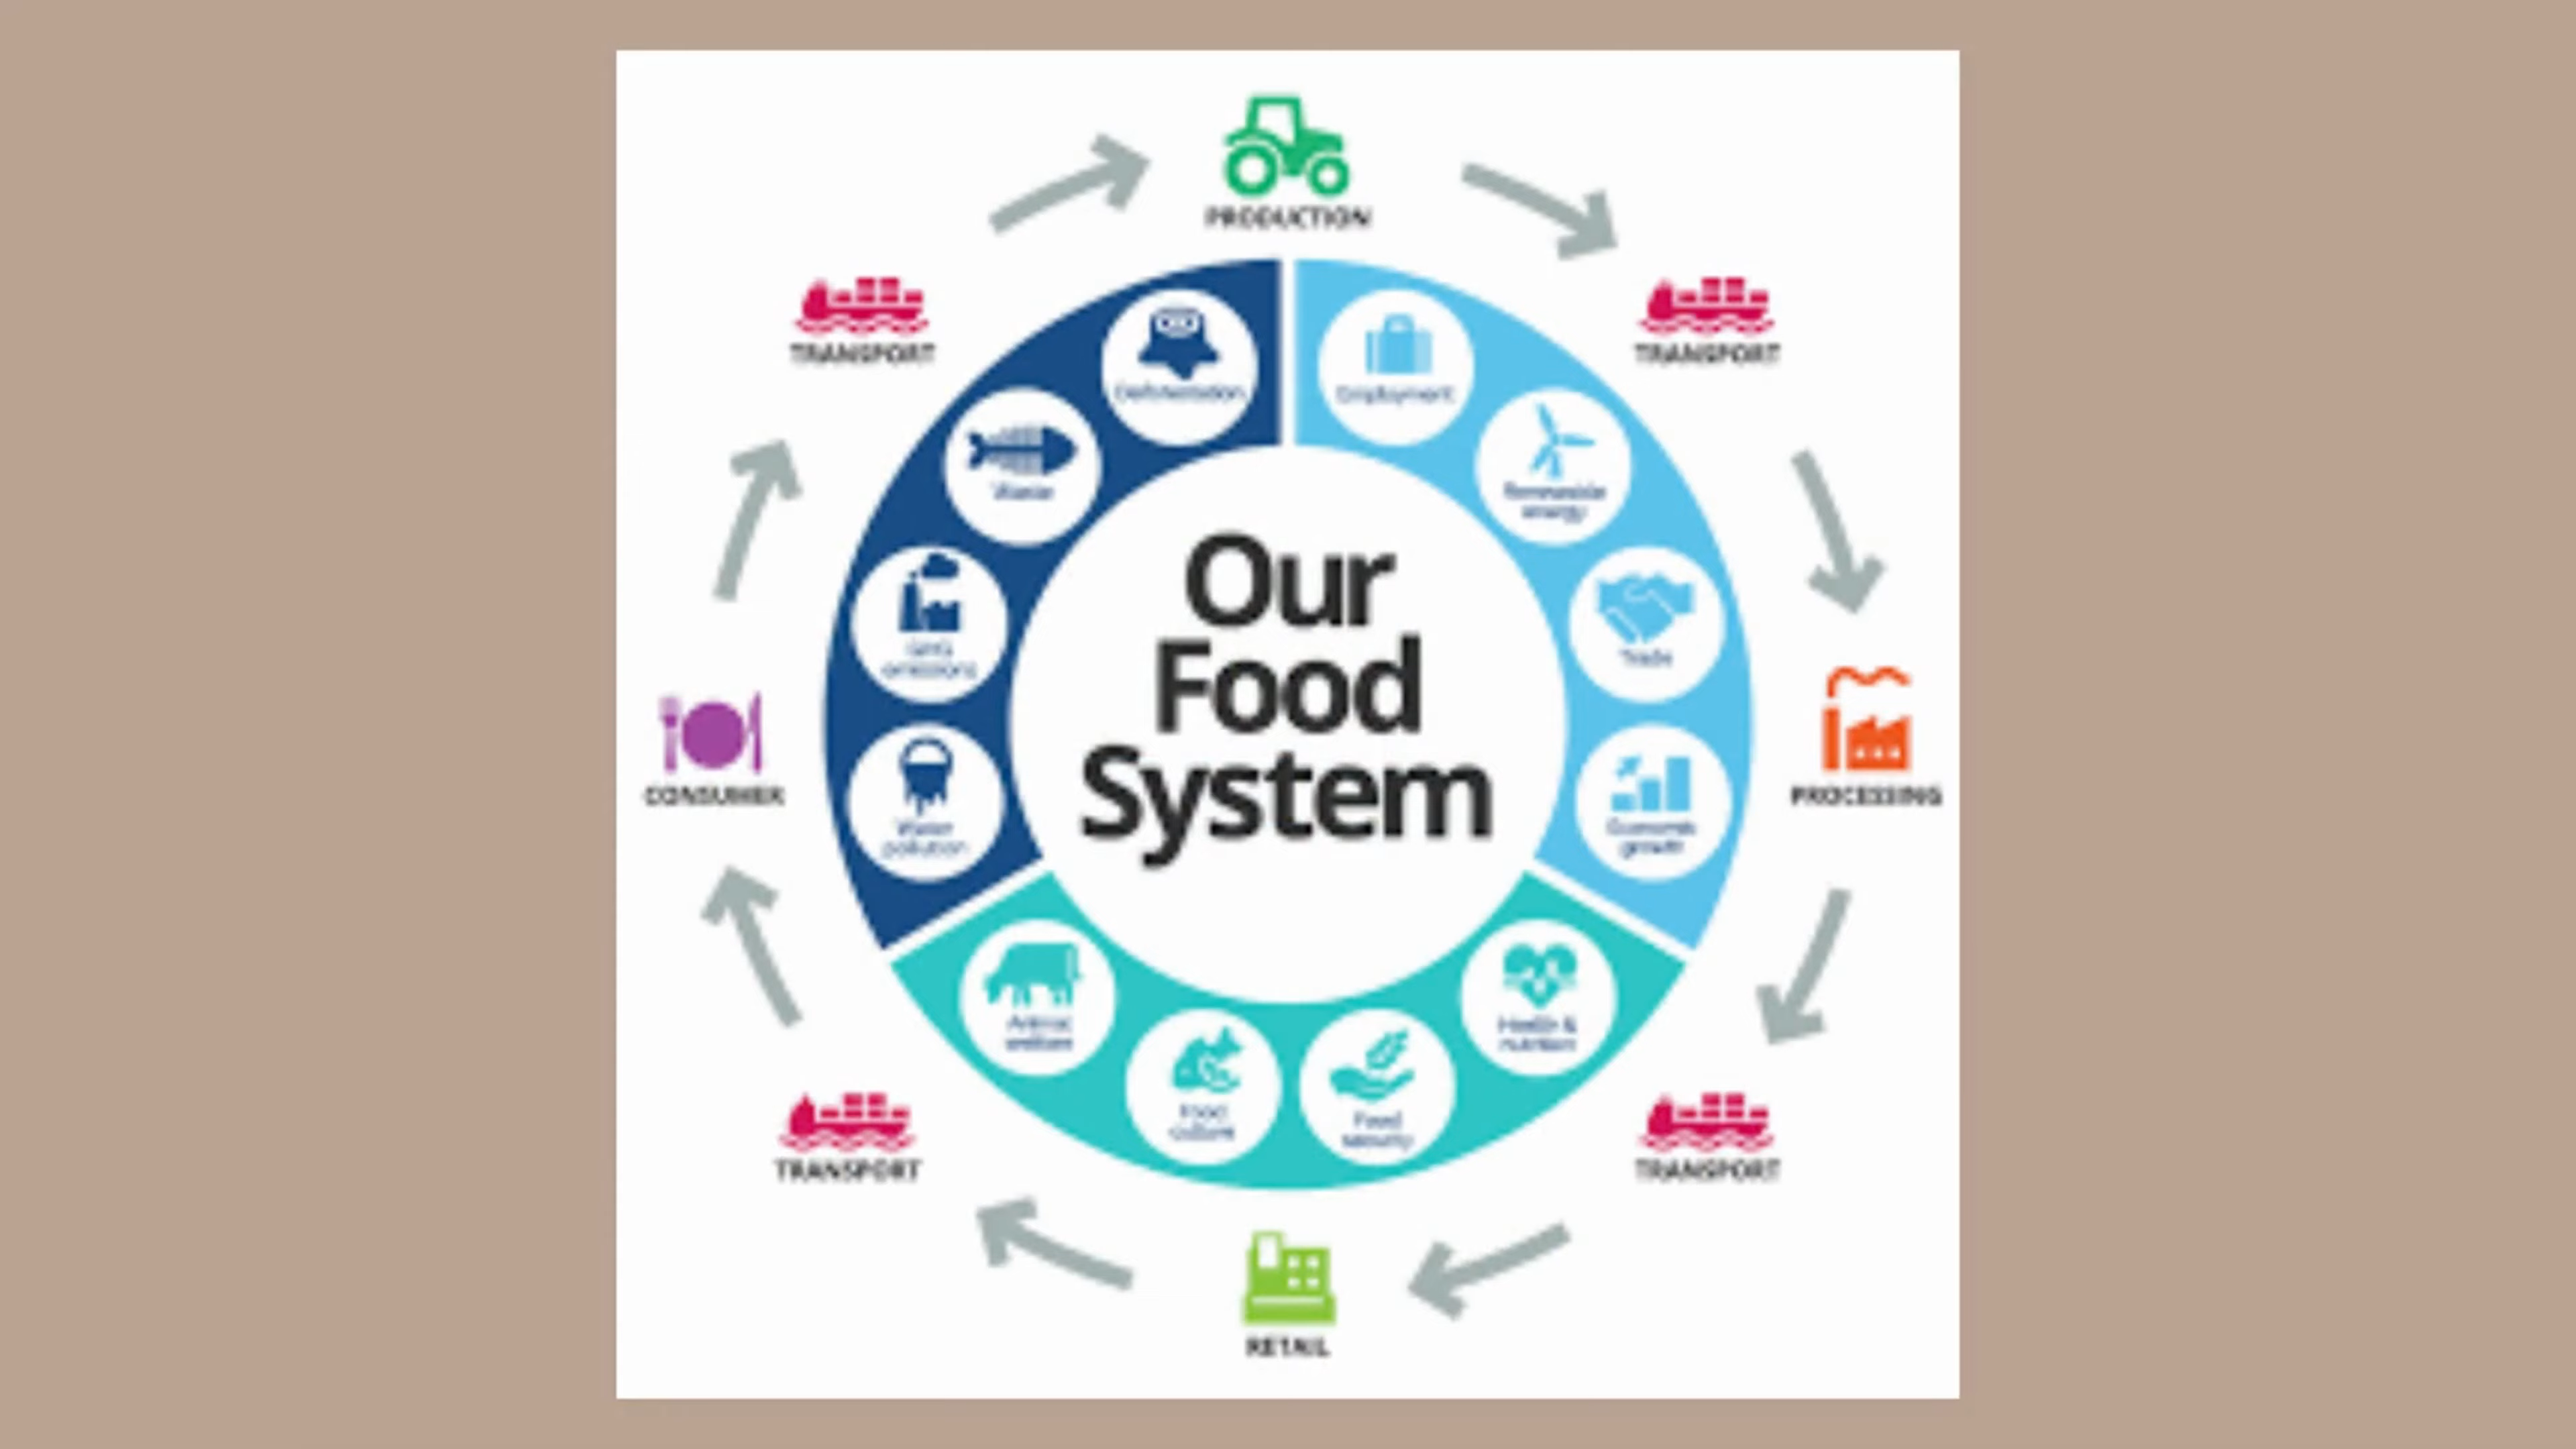 PRODUCTION
TRANSPORT
TRANSPORT
Deforestation
Employment
Waste
Renewable
energy
GHG
emissions
Trade
Our
Food
System
CONSUMER
PROCESSING
Water
pollution
Economic
growth
Animal
welfare
Health &
nutrition
Food
culture
Food
security
TRANSPORT
TRANSPORT
RETAIL